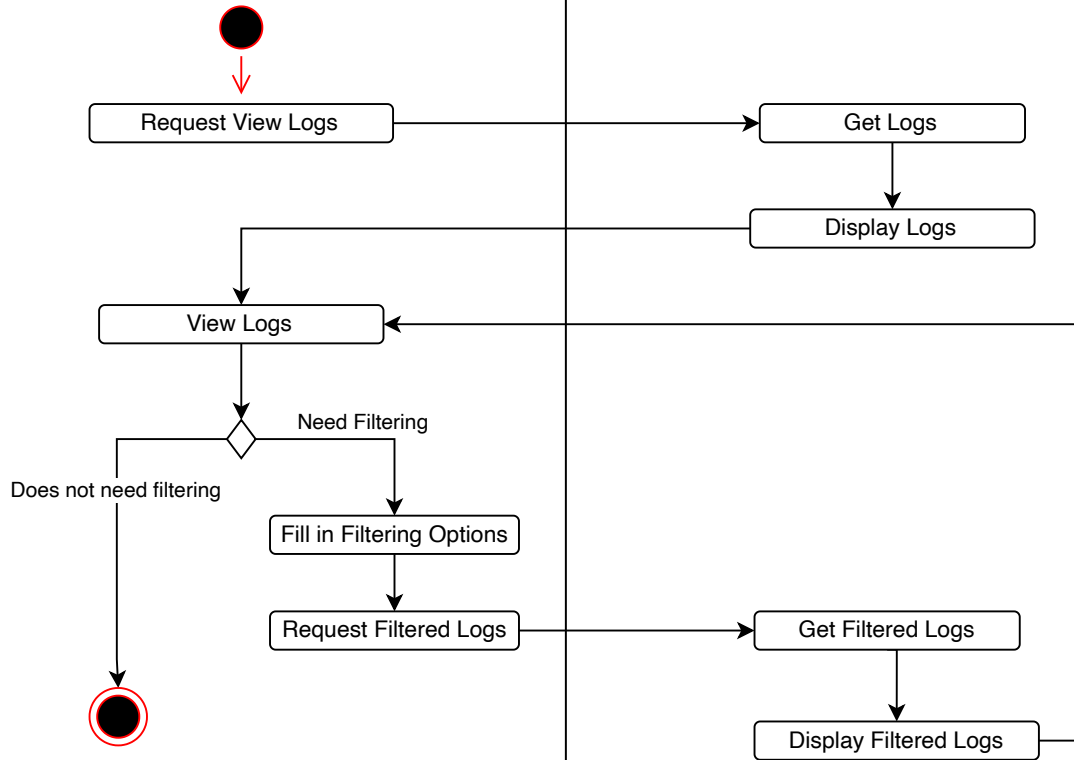 Request View Logs
Get Logs
Display Logs
View Logs
Need Filtering
Does not need filtering
Fill in Filtering Options
Request Filtered Logs
Get Filtered Logs
Display Filtered Logs